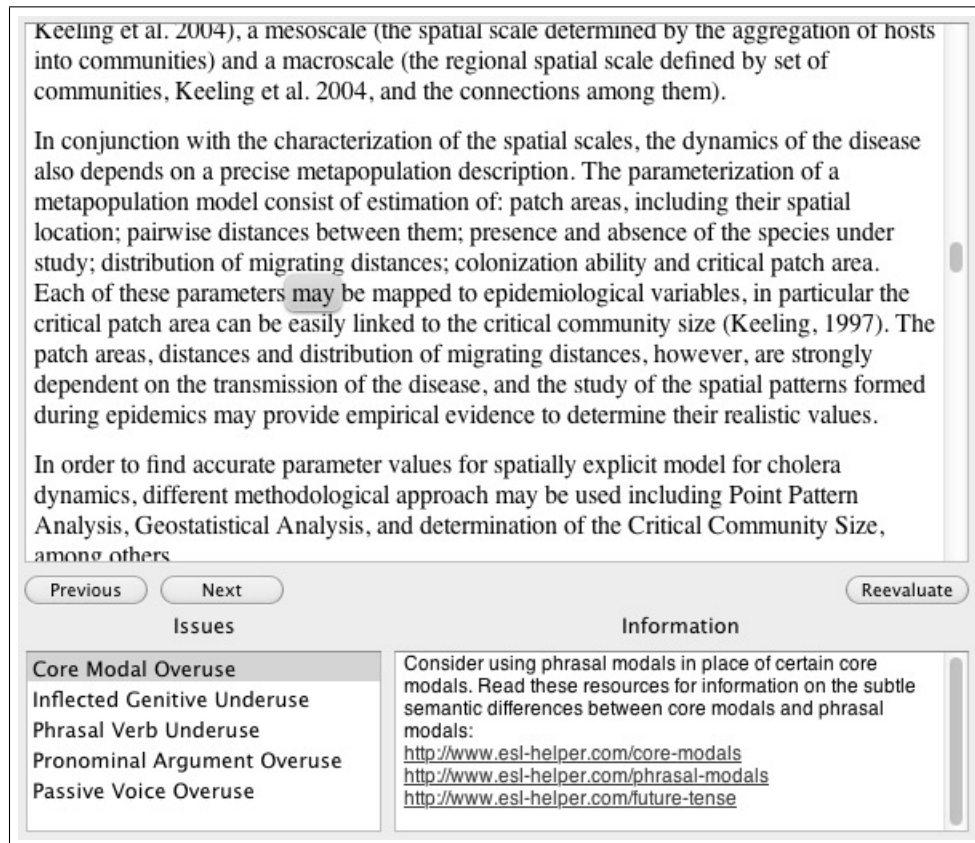 Keeling et al. 2004), a mesoscale (the spatial scale determined by the aggregation of hosts
into communities) and a macroscale (the regional spatial scale defined by set of
communities, Keeling et al. 2004, and the connections among them).
In conjunction with the characterization of the spatial scales, the dynamics of the disease
also depends on a precise metapopulation description. The parameterization of a
metapopulation model consist of estimation of: patch areas, including their spatial
location; pairwise distances between them; presence and absence of the species under
study; distribution of migrating distances; colonization ability and critical patch area.
Each of these parameters may be mapped to epidemiological variables, in particular the
critical patch area can be easily linked to the critical community size (Keeling, 1997). The
patch areas, distances and distribution of migrating distances, however, are strongly
dependent on the transmission of the disease, and the study of the spatial patterns formed
during epidemics may provide empirical evidence to determine their realistic values.
In order to find accurate parameter values for spatially explicit model for cholera
dynamics, different methodological approach may be used including Point Pattern
Analysis, Geostatistical Analysis, and determination of the Critical Community Size,
among others
Previous Next Reevaluate
Issues Information
Core Modal Overuse
Inflected Genitive Underuse
Phrasal Verb Underuse
Pronominal Argument Overuse
Passive Voice Overuse
Consider using phrasal modals in place of certain core
modals. Read these resources for information on the subtle
semantic differences between core modals and phrasal
modals:
http://www.esl-helper.com/core-modals
http://www.esl-helper.com/phrasal-modals
http://www.esl-helper.com/future-tense